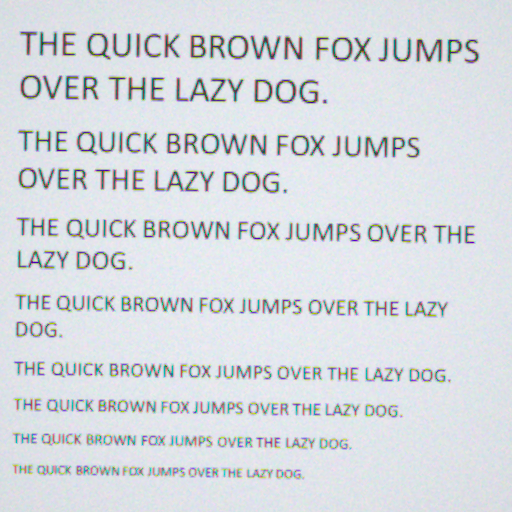 THE QUICK BROWN FOX JUMPS
OVER THE LAZY DOG.
THE QUICK BROWN FOX JUMPS
OVER THE LAZY DOG.
THE QUICK BROWN FOX JUMPS OVER THE
LAZY DOG.
THE QUICK BROWN FOX JUMPS OVER THE LAZY
DOG.
THE QUICK BROWN FOX JUMPS OVER THE LAZY DOG.
THE QUICK BROWN FOX JUMPS OVER THE LAZY DOG.
THE QUICK BROWN FOX JUMPS OVER THE LAZY DOG.
THE QUICK BROWN FOX JUMPS OVER THE LAZY DOG.